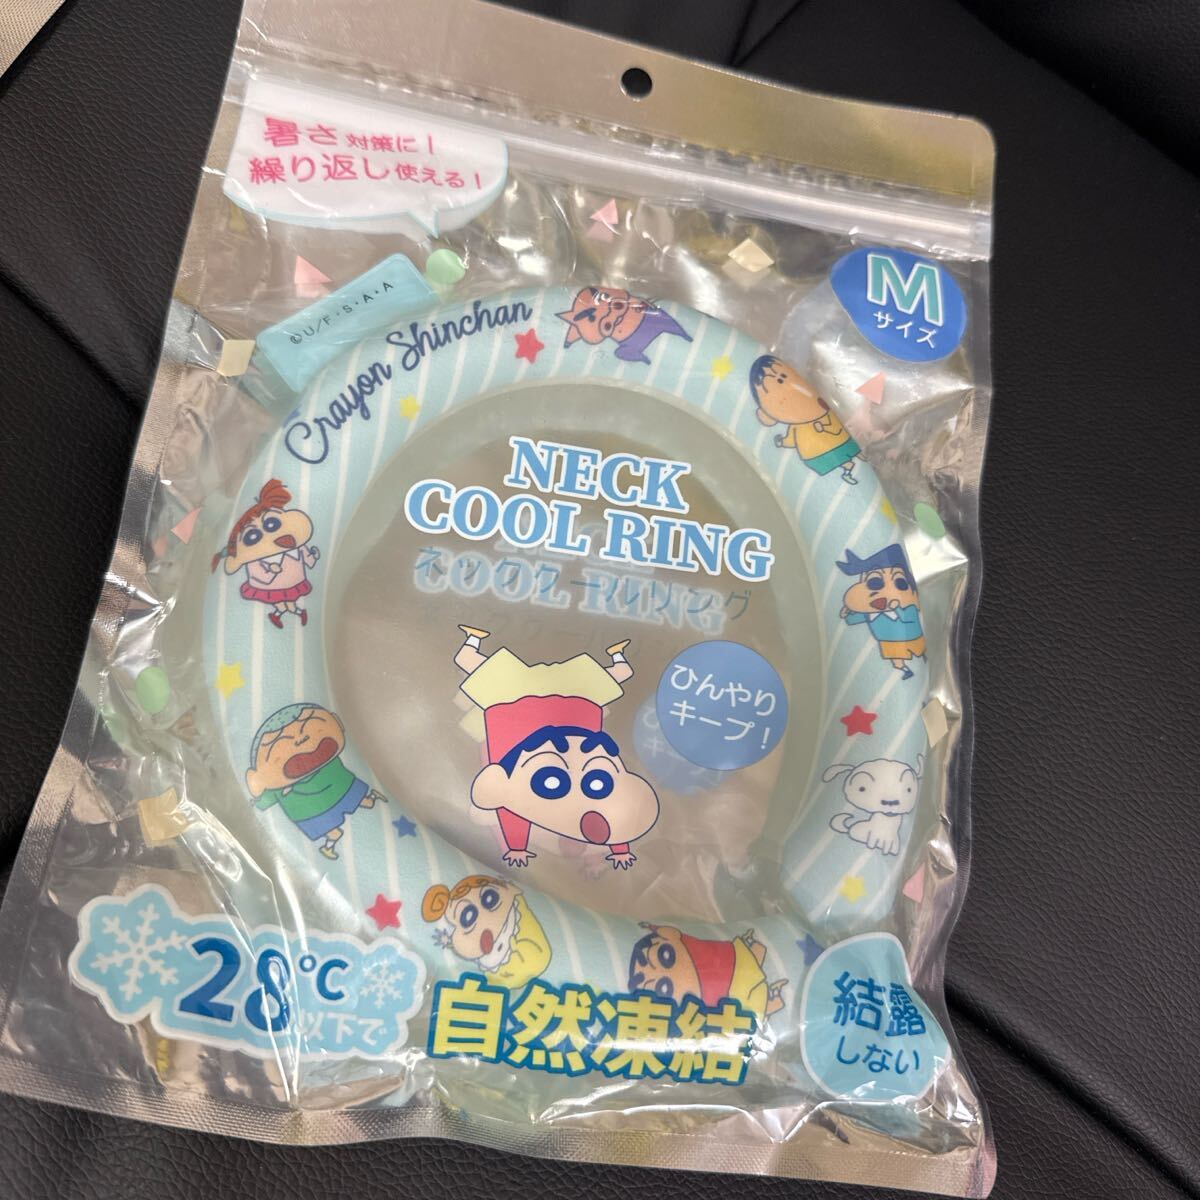 暑さ対策に!
繰り返し使える!
©U/F・S・A・A
M
サイズ
Crayon Shinchan
NECK
COOL RING
ネッククールリング
ひんやり
キープ!
28℃
以下で
自然凍結
結露
しない